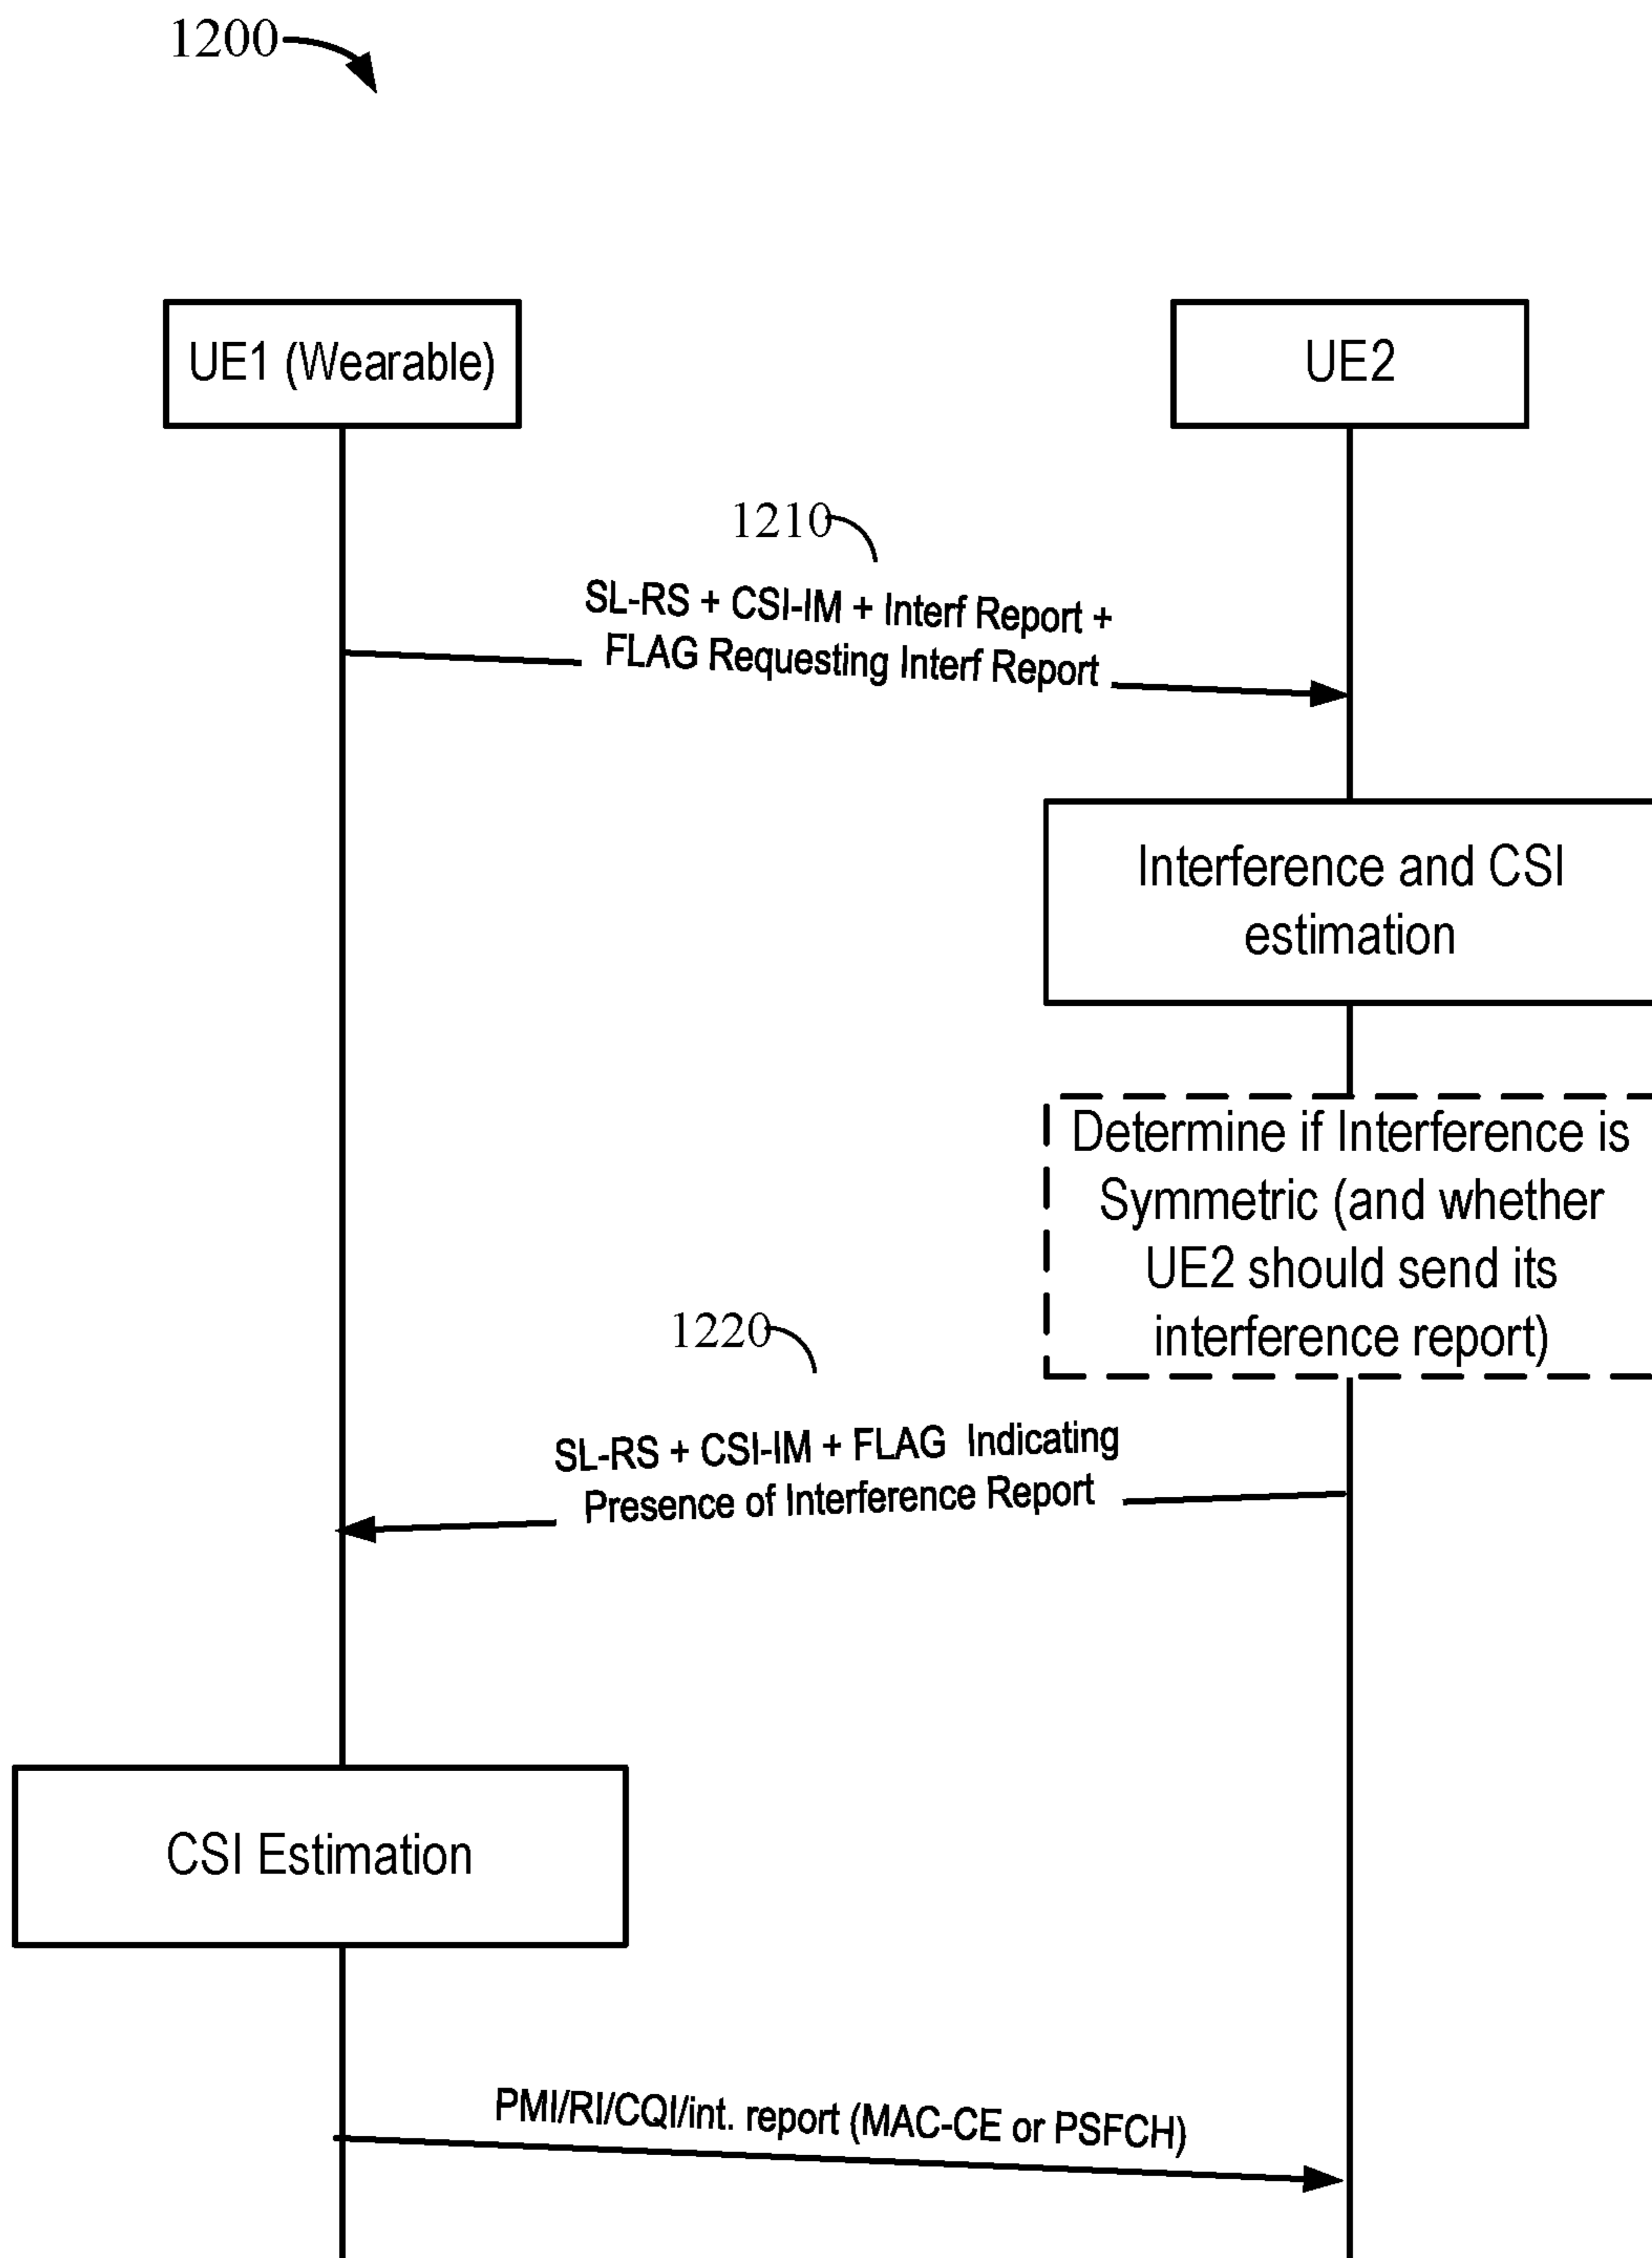 1200
UE1 (Wearable)
UE2
1210
SL-RS + CSI-IM + Interf Report +
FLAG Requesting Interf Report
Interference and CSI
estimation
Determine if Interference is
Symmetric (and whether
UE2 should send its
interference report)
1220
SL-RS + CSI-IM + FLAG Indicating
Presence of Interference Report
CSI Estimation
PMI/RI/CQI/int. report (MAC-CE or PSFCH)